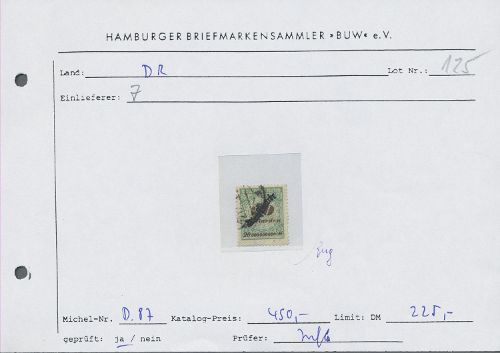 HAMBURGER BRIEFMARKENSAMMLER »BUW« e.V.
Land: DR Lot Nr.: 125
Einlieferer: 7
Michel-Nr. D. 87 Katalog-Preis: 450,- Limit: DM 225,-
geprüft: ja / nein Prüfer: